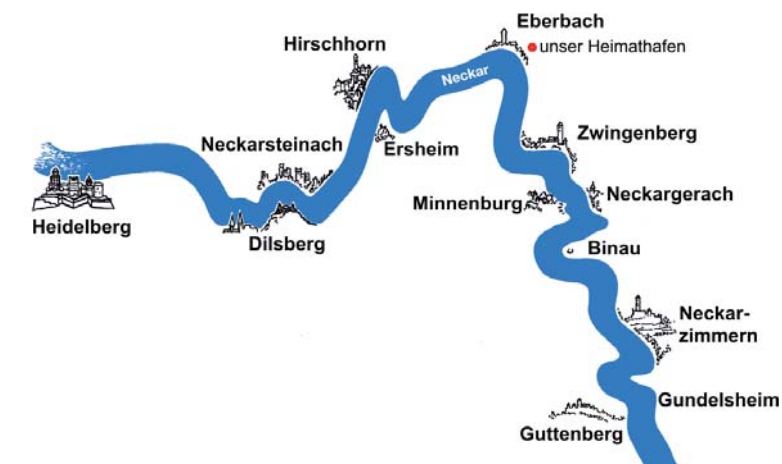 Eberbach
unser Heimathafen
Hirschhorn
Neckar
Zwingenberg
Neckarsteinach
Ersheim
Neckargerach
Minnenburg
Heidelberg
Dilsberg
Binau
Neckar-
zimmern
Gundelsheim
Guttenberg